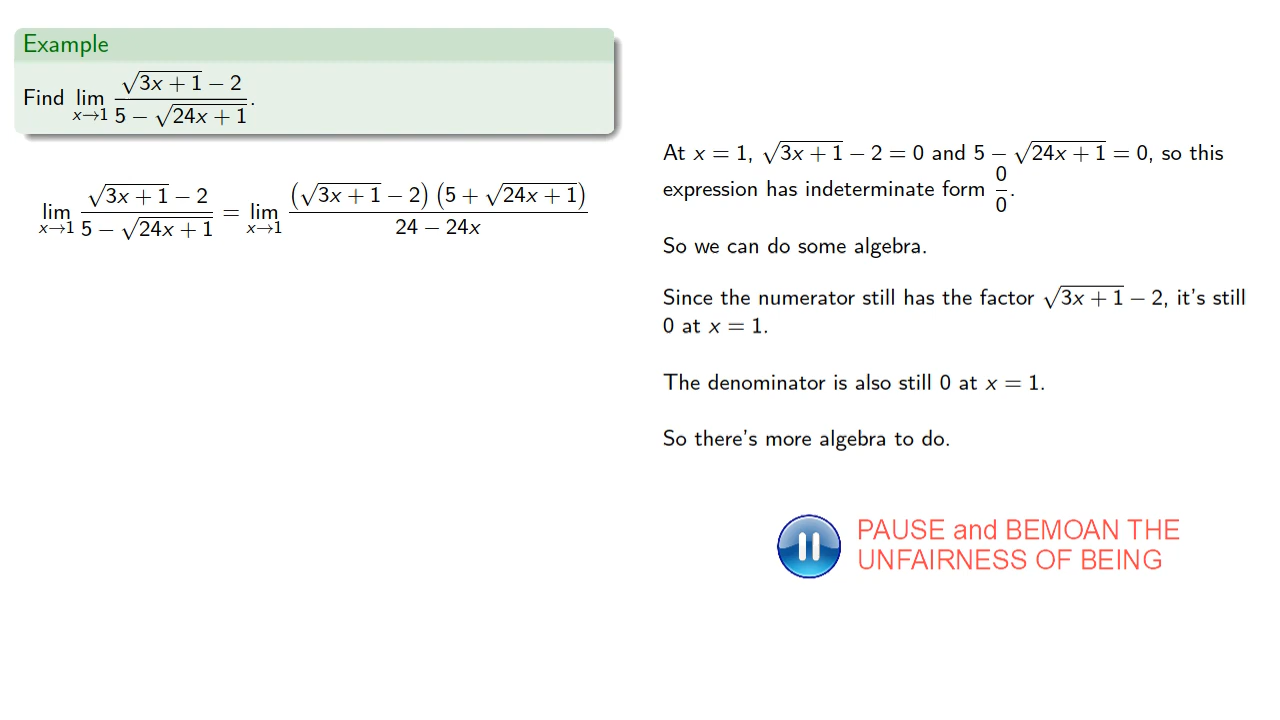 Example
Find lim x→1 (√(3x + 1) − 2)/(5 − √(24x + 1)).
lim x→1 (√(3x + 1) − 2)/(5 − √(24x + 1)) = lim x→1 ((√(3x + 1) − 2) (5 + √(24x + 1)))/(24 − 24x)
At x = 1, √(3x + 1) − 2 = 0 and 5 − √(24x + 1) = 0, so this
expression has indeterminate form 0/0.
So we can do some algebra.
Since the numerator still has the factor √(3x + 1) − 2, it's still
0 at x = 1.
The denominator is also still 0 at x = 1.
So there's more algebra to do.
PAUSE and BEMOAN THE
UNFAIRNESS OF BEING